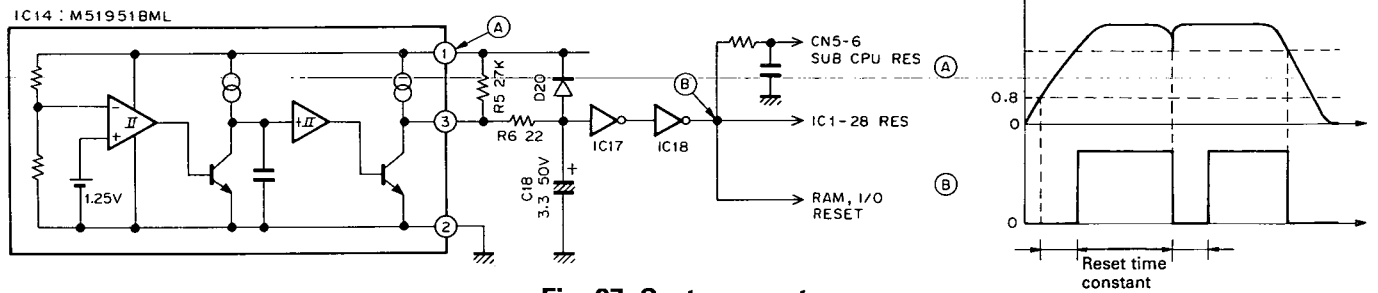 IC14 : M51951BML
A
1
R5 27K
D20
3
R6 22
C18
3.3 50V
+
IC17
IC18
B
CN5-6
SUB CPU RES
IC1-28 RES
RAM, I/O
RESET
1.25V
2
A
0.8
0
B
0
Reset time
constant